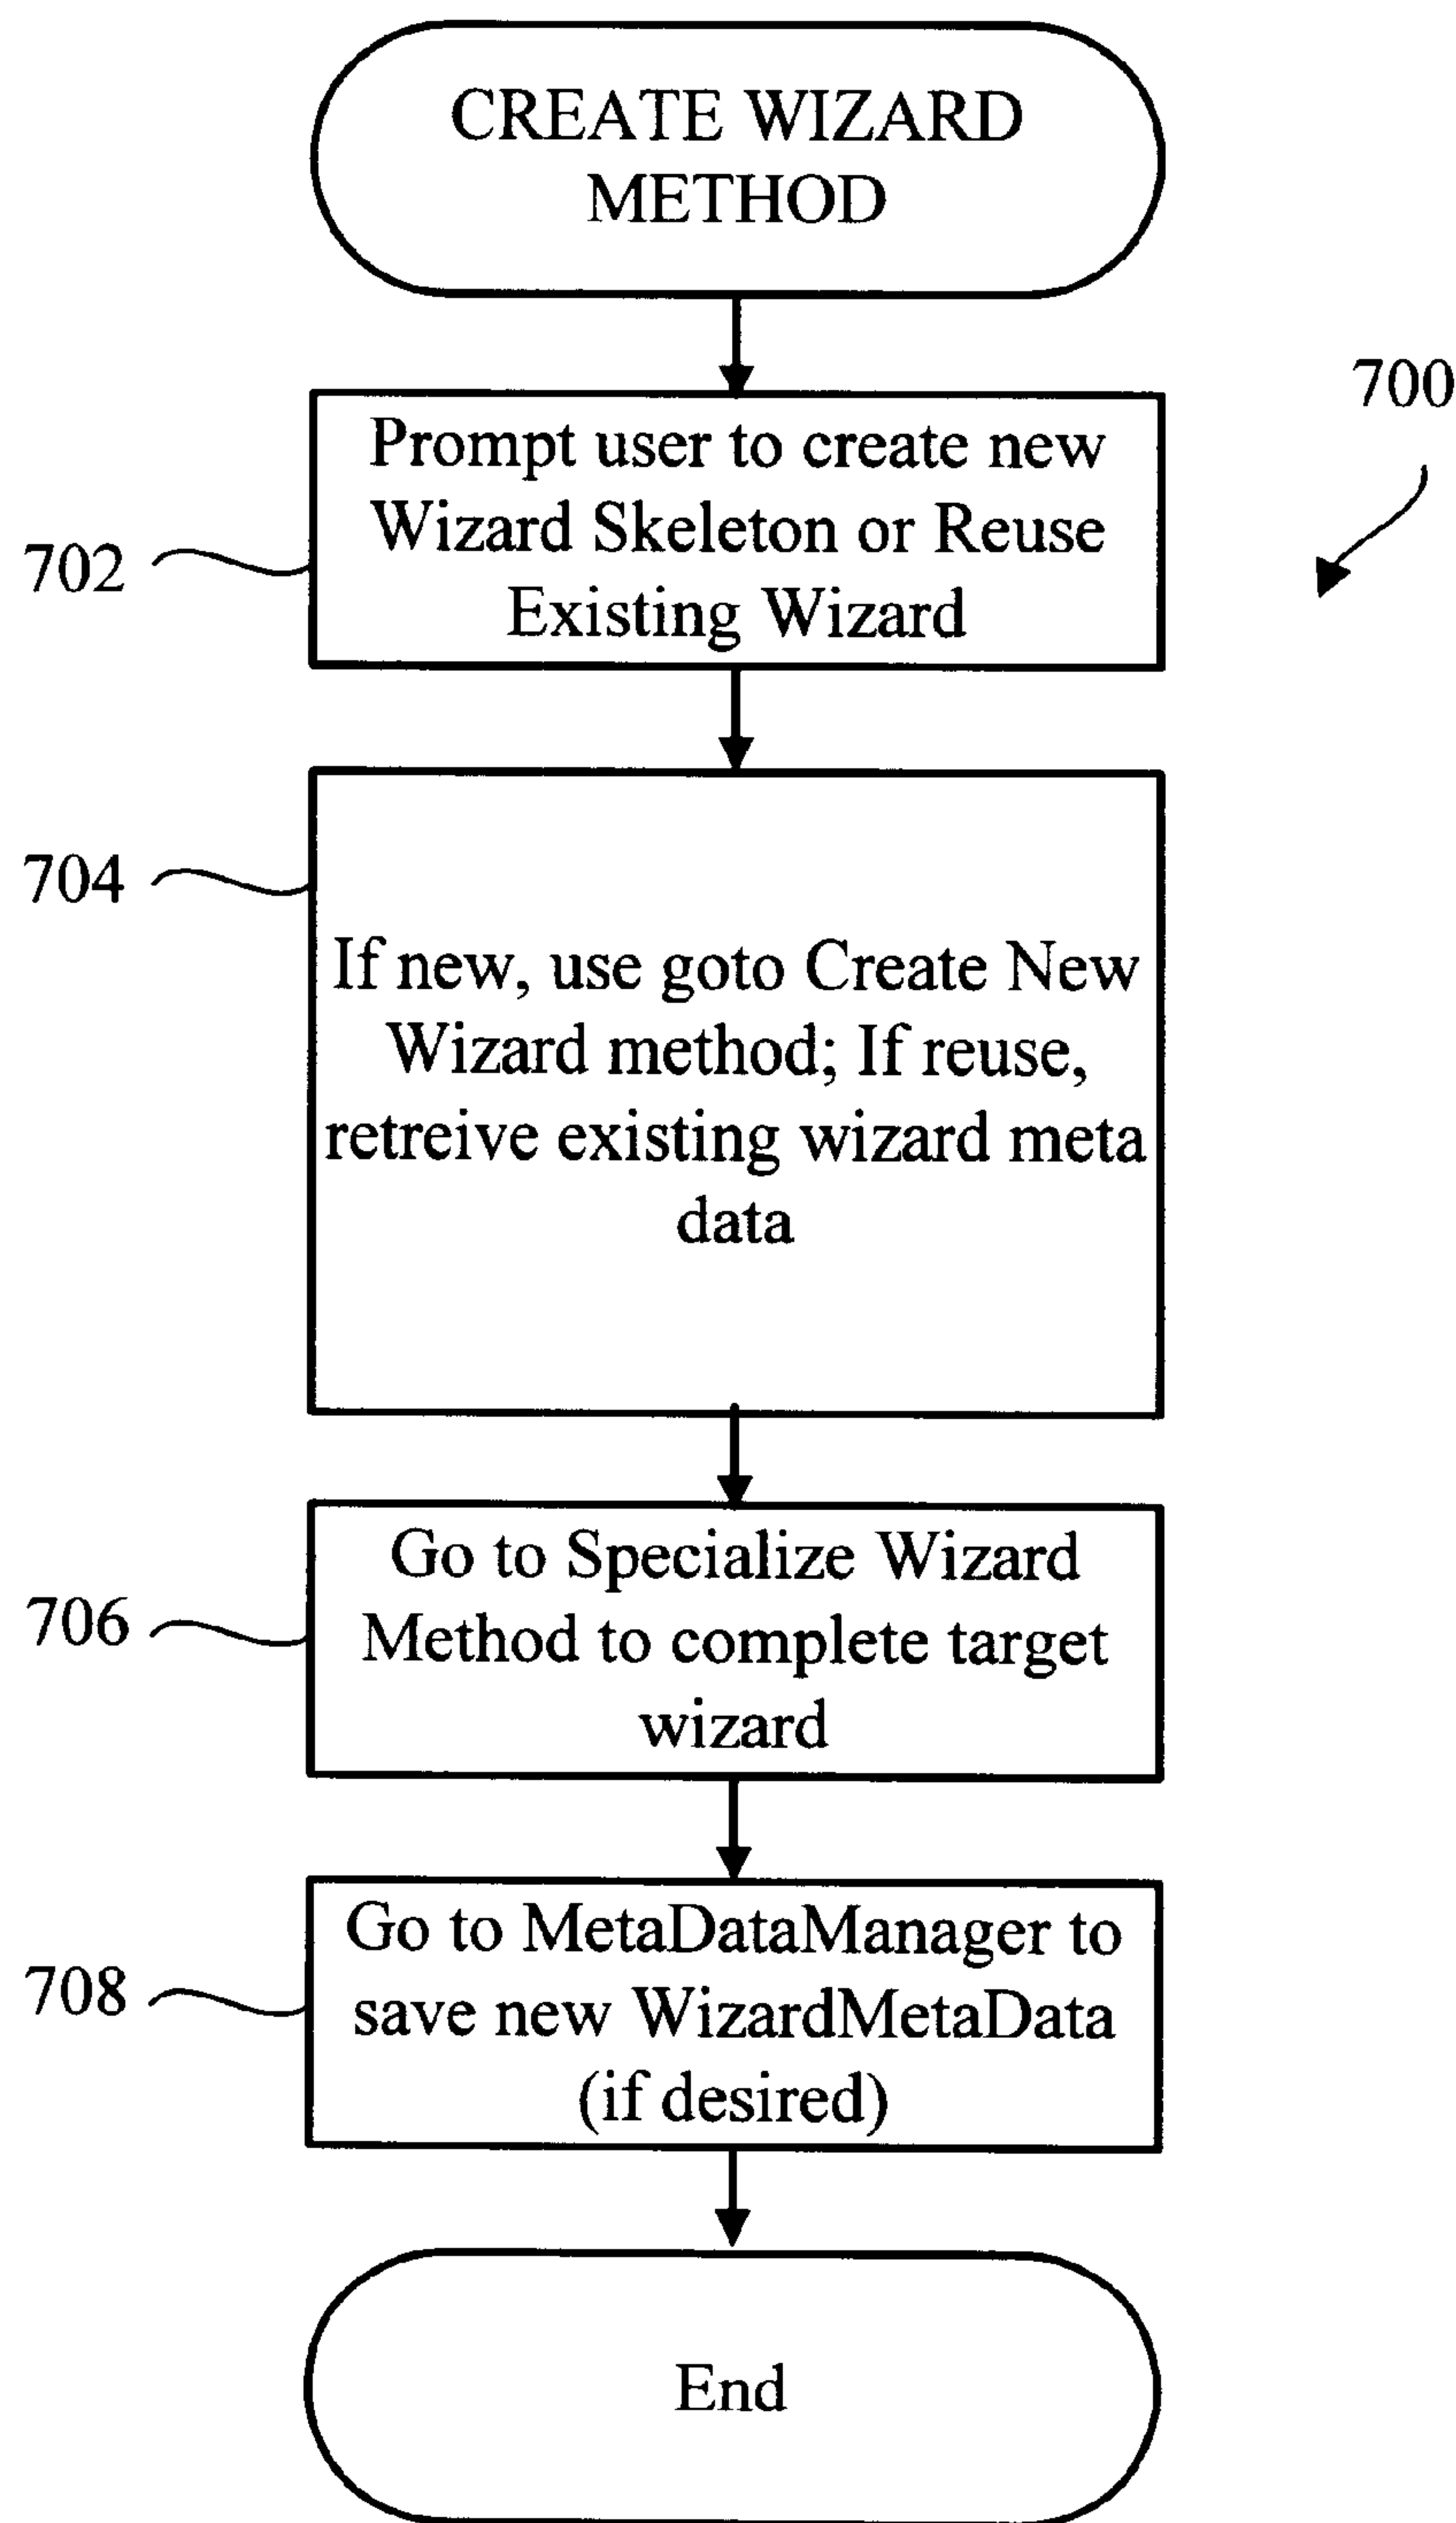 CREATE WIZARD
METHOD
700
Prompt user to create new
Wizard Skeleton or Reuse
Existing Wizard
702
704
If new, use goto Create New
Wizard method; If reuse,
retreive existing wizard meta
data
Go to Specialize Wizard
Method to complete target
wizard
706
Go to MetaDataManager to
save new WizardMetaData
(if desired)
708
End